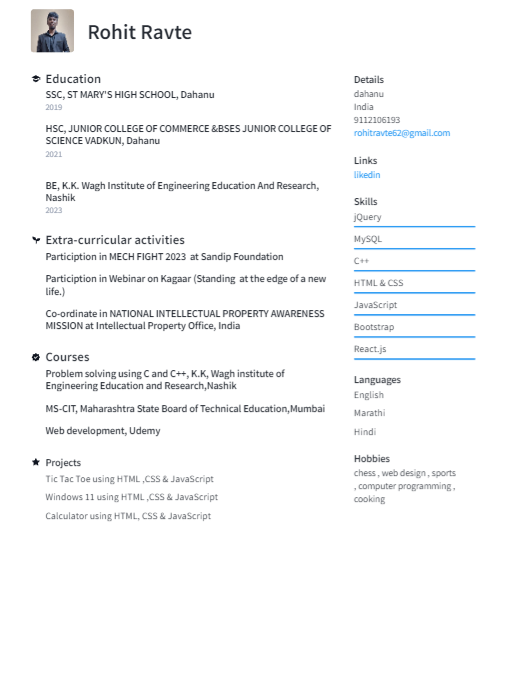 Rohit Ravte
Education
SSC, ST MARY'S HIGH SCHOOL, Dahanu
2019
HSC, JUNIOR COLLEGE OF COMMERCE &BSES JUNIOR COLLEGE OF
SCIENCE VADKUN, Dahanu
2021
BE, K.K. Wagh Institute of Engineering Education And Research,
Nashik
2023
Extra-curricular activities
Particiption in MECH FIGHT 2023 at Sandip Foundation
Particiption in Webinar on Kagaar (Standing at the edge of a new
life.)
Co-ordinate in NATIONAL INTELLECTUAL PROPERTY AWARENESS
MISSION at Intellectual Property Office, India
Courses
Problem solving using C and C++, K.K, Wagh institute of
Engineering Education and Research,Nashik
MS-CIT, Maharashtra State Board of Technical Education,Mumbai
Web development, Udemy
Projects
Tic Tac Toe using HTML ,CSS & JavaScript
Windows 11 using HTML ,CSS & JavaScript
Calculator using HTML, CSS & JavaScript
Details
dahanu
India
9112106193
rohitravte62@gmail.com
Links
likedin
Skills
jQuery
MySQL
C++
HTML & CSS
JavaScript
Bootstrap
React.js
Languages
English
Marathi
Hindi
Hobbies
chess , web design , sports
, computer programming ,
cooking